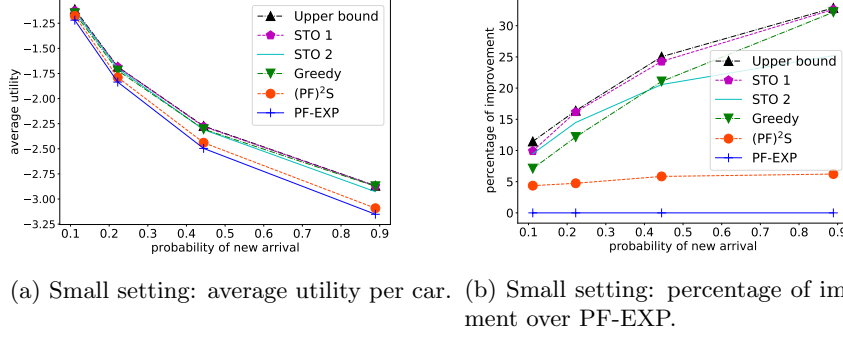 −1.25
−1.50
−1.75
−2.00
−2.25
−2.50
−2.75
−3.00
−3.25
average utility
0.1 0.2 0.3 0.4 0.5 0.6 0.7 0.8 0.9
probability of new arrival
Upper bound
STO 1
STO 2
Greedy
(PF)²S
PF-EXP
30
25
20
15
10
5
0
percentage of improvement
0.1 0.2 0.3 0.4 0.5 0.6 0.7 0.8 0.9
probability of new arrival
Upper bound
STO 1
STO 2
Greedy
(PF)²S
PF-EXP
(a) Small setting: average utility per car.
(b) Small setting: percentage of im
ment over PF-EXP.